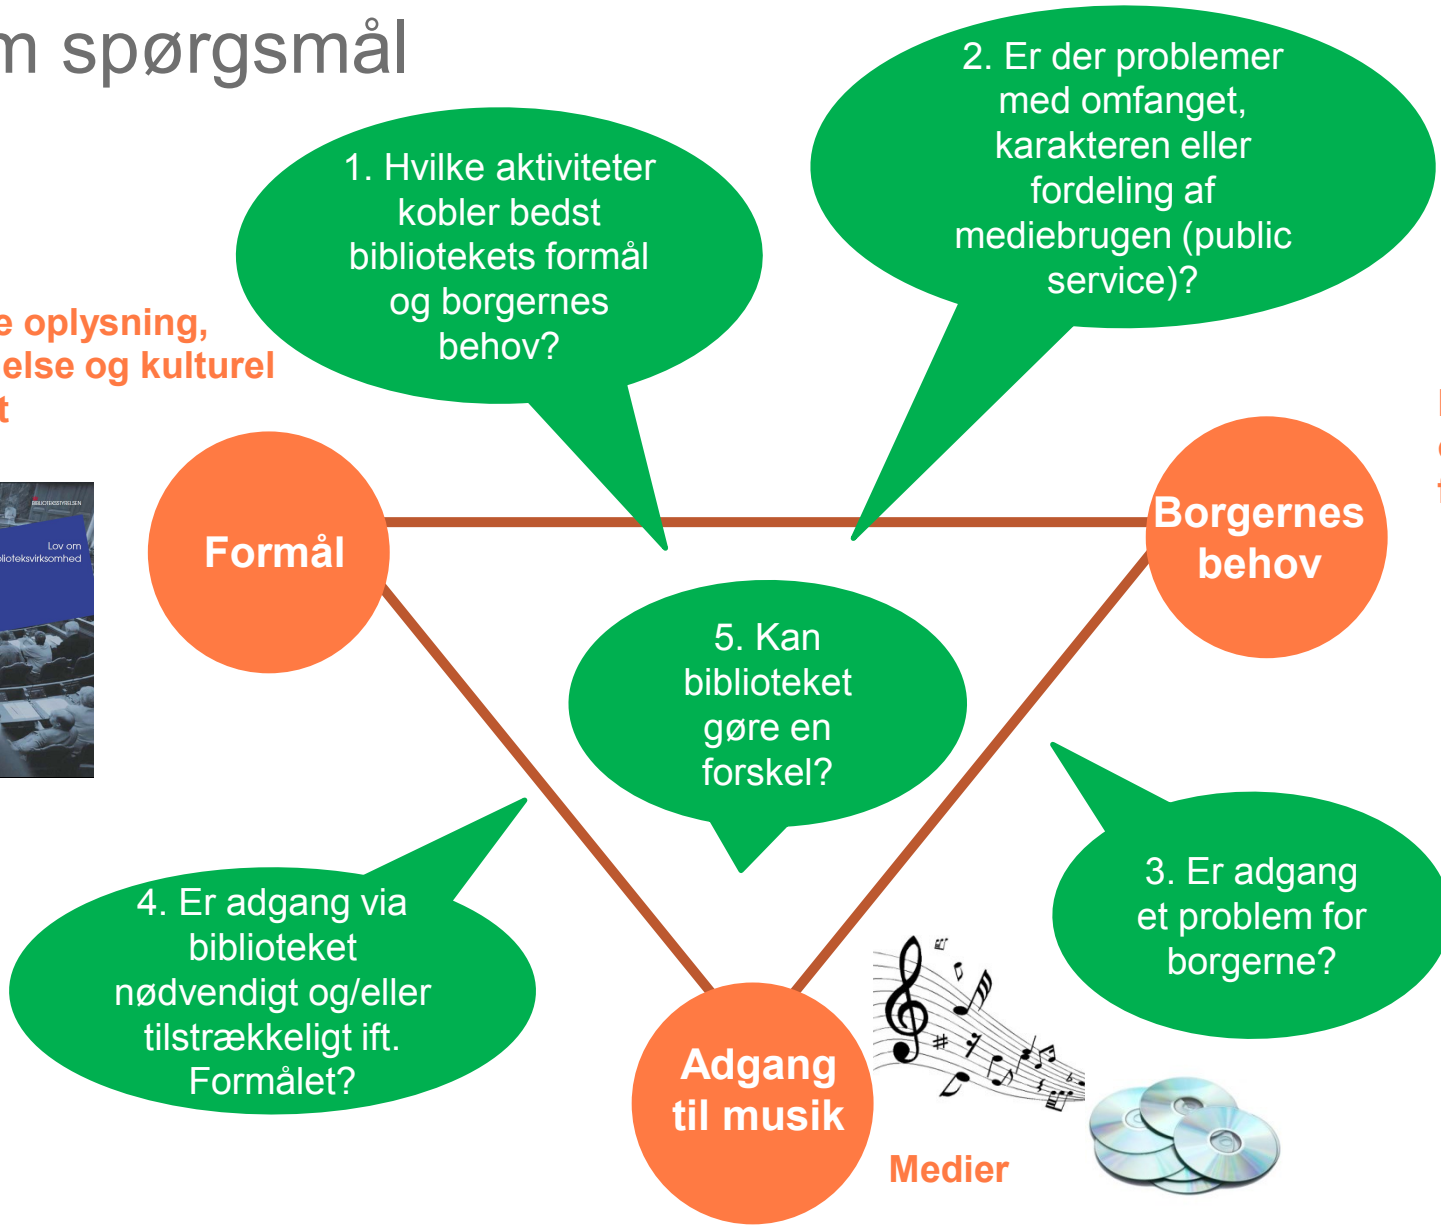 m spørgsmål
1. Hvilke aktiviteter
kobler bedst
bibliotekets formål
og borgernes
behov?
2. Er der problemer
med omfanget,
karakteren eller
fordeling af
mediebrugen (public
service)?
e oplysning,
else og kulturel
t
BIBLIOTEKSSTYRELSEN
Lov om
blioteksvirksomhed
Formål
Borgernes
behov
5. Kan
biblioteket
gøre en
forskel?
4. Er adgang via
biblioteket
nødvendigt og/eller
tilstrækkeligt ift.
Formålet?
3. Er adgang
et problem for
borgerne?
Adgang
til musik
Medier